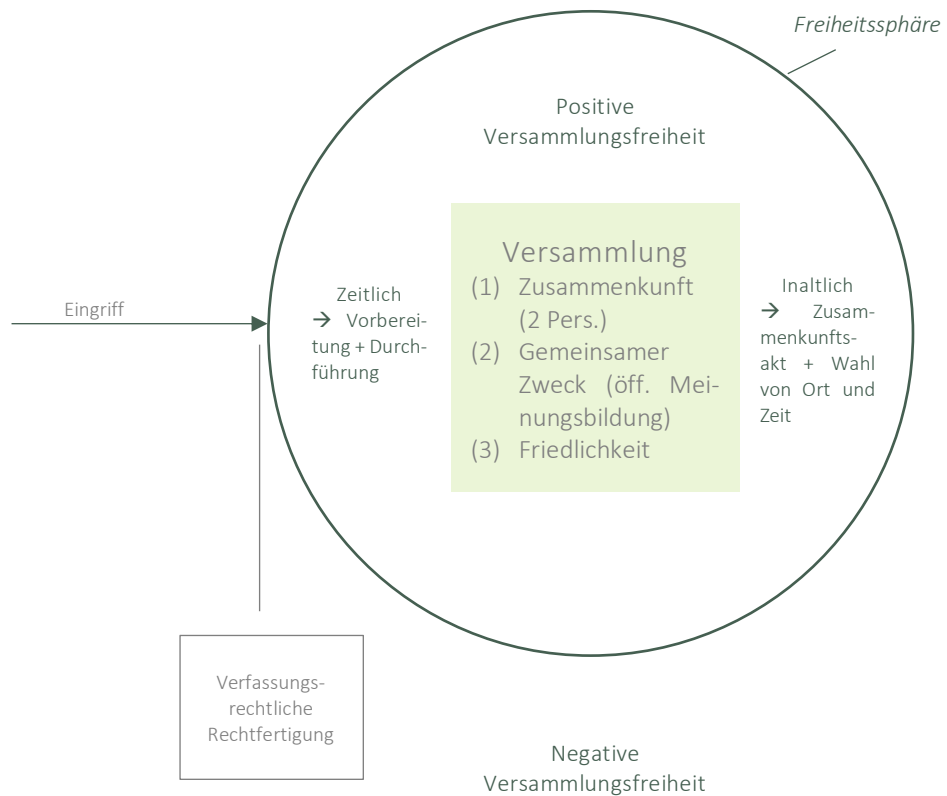 Freiheitssphäre
Positive
Versammlungsfreiheit
Eingriff
Zeitlich
→ Vorberei-
tung + Durch-
führung
Versammlung
(1) Zusammenkunft
(2 Pers.)
(2) Gemeinsamer
Zweck (öff. Mei-
nungsbildung)
(3) Friedlichkeit
Inaltlich
→ Zusam-
menkunfts-
akt + Wahl
von Ort und
Zeit
Verfassungs-
rechtliche
Rechtfertigung
Negative
Versammlungsfreiheit